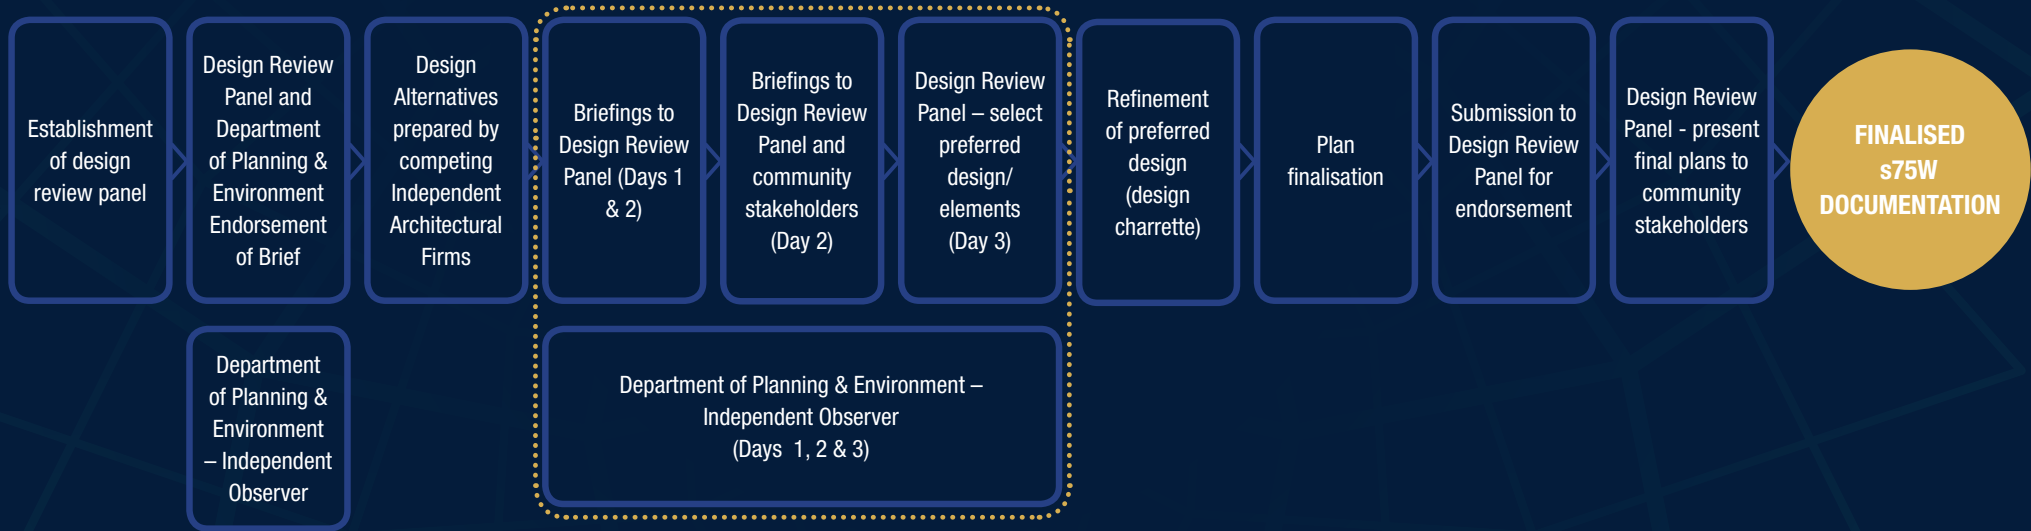 Establishment
of design
review panel
Design Review
Panel and
Department
of Planning &
Environment
Endorsement
of Brief
Design
Alternatives
prepared by
competing
Independent
Architectural
Firms
Briefings to
Design Review
Panel (Days 1
& 2)
Briefings to
Design Review
Panel and
community
stakeholders
(Day 2)
Design Review
Panel – select
preferred
design/
elements
(Day 3)
Refinement
of preferred
design
(design
charrette)
Plan
finalisation
Submission to
Design Review
Panel for
endorsement
Design Review
Panel - present
final plans to
community
stakeholders
FINALISED
s75W
DOCUMENTATION
Department
of Planning &
Environment
– Independent
Observer
Department of Planning & Environment –
Independent Observer
(Days 1, 2 & 3)